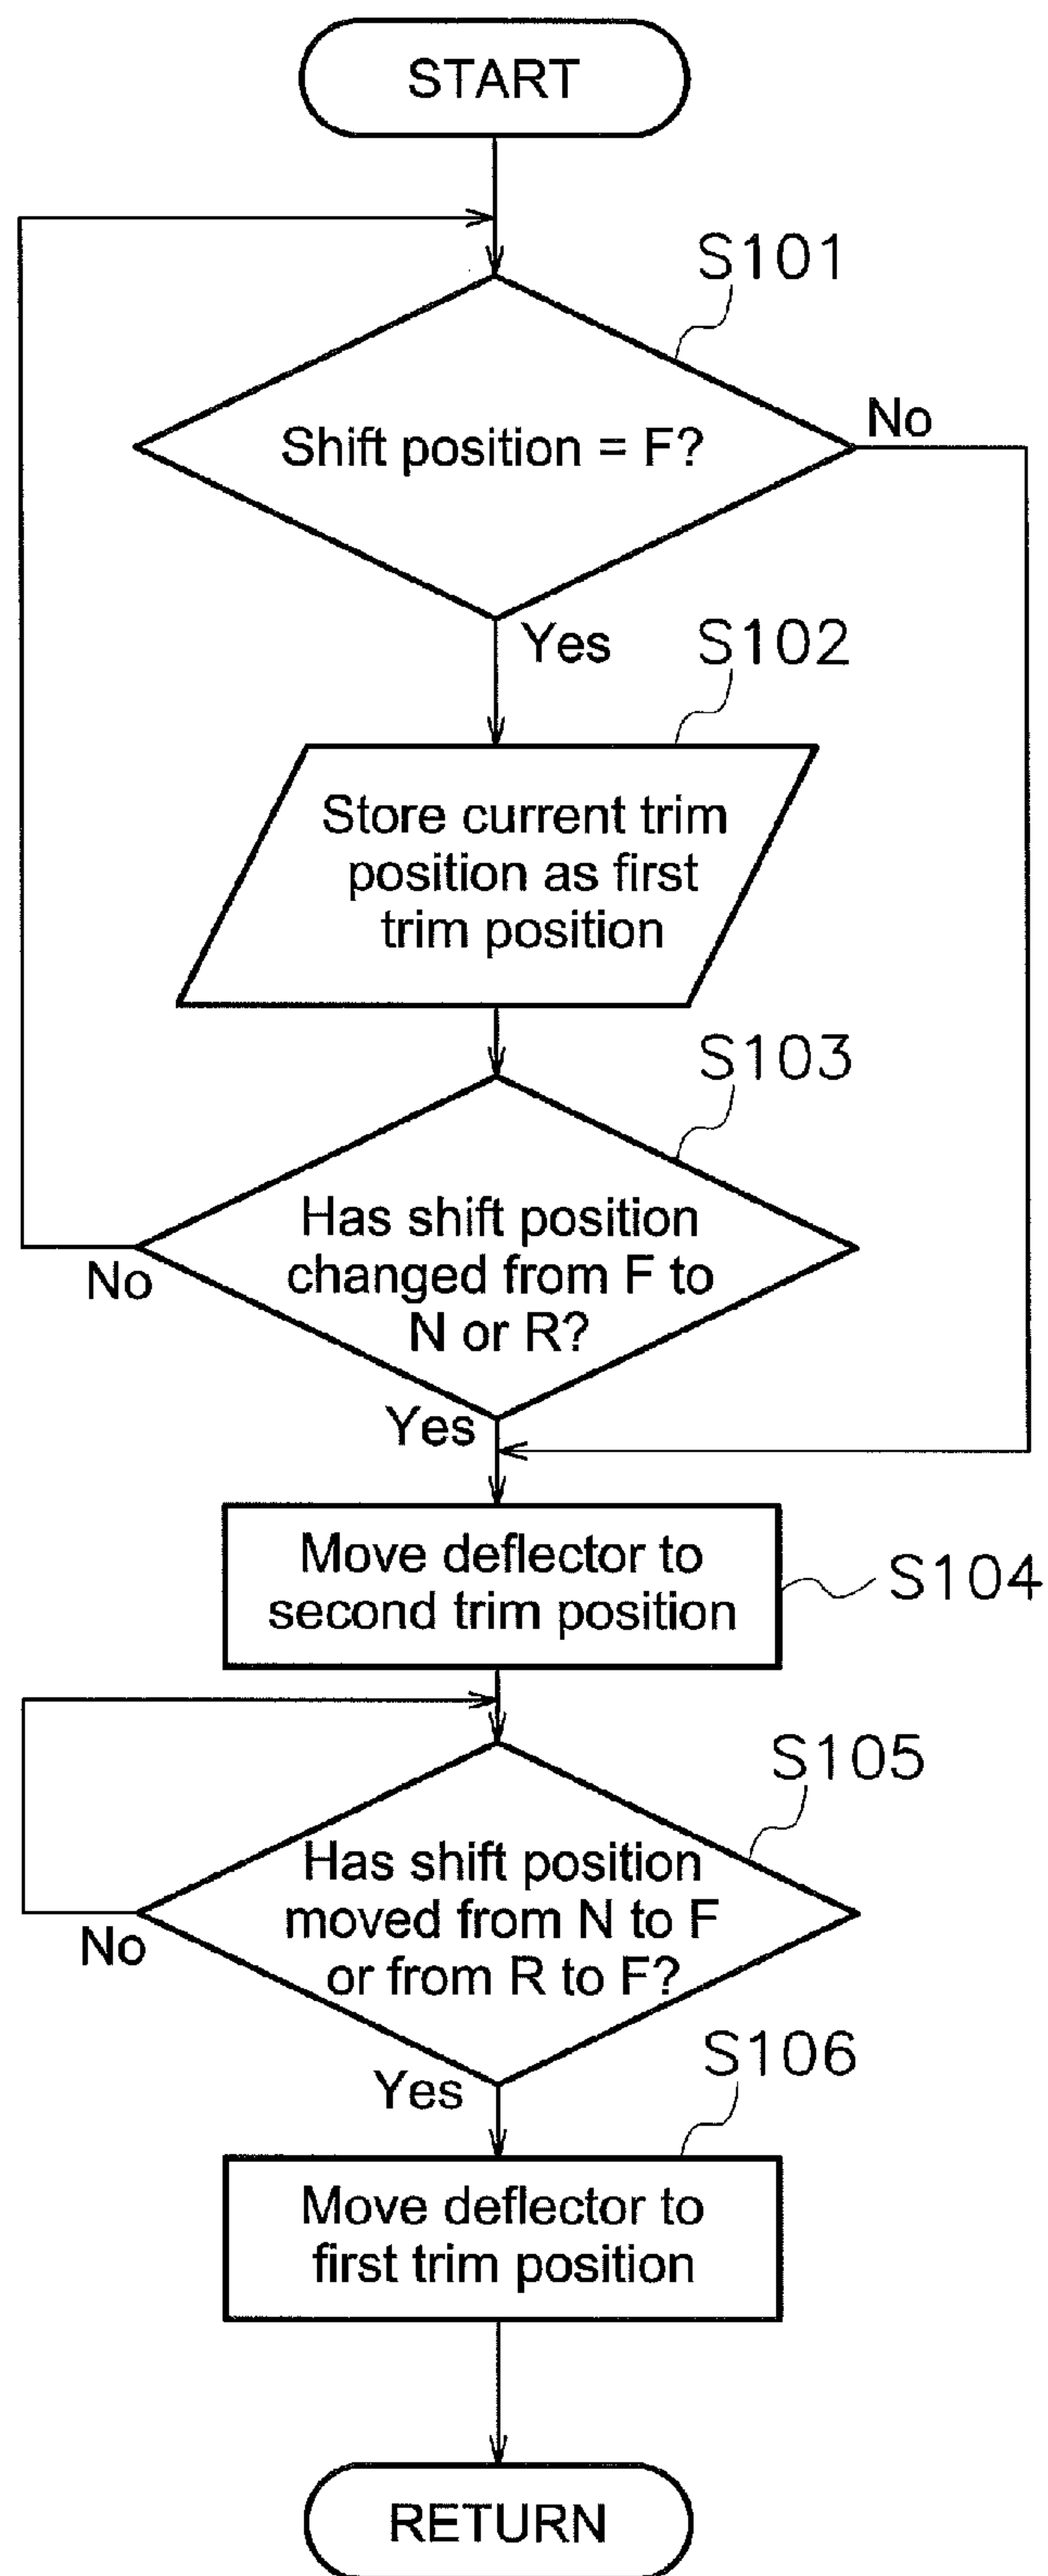 START
S101
Shift position = F?
No
Yes
S102
Store current trim
position as first
trim position
S103
Has shift position
changed from F to
N or R?
No
Yes
Move deflector to
second trim position
S104
S105
Has shift position
moved from N to F
or from R to F?
No
Yes
S106
Move deflector to
first trim position
RETURN